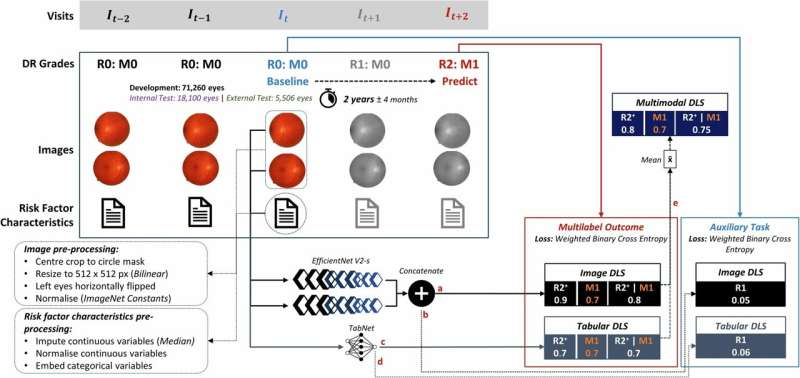 Visits
I_t−2 I_t−1 I_t I_t+1 I_t+2
DR Grades
R0: M0 R0: M0 R0: M0 R1: M0 R2: M1
Baseline Predict
Development: 71,260 eyes
Internal Test: 18,100 eyes | External Test: 5,506 eyes
2 years ± 4 months
Images
Risk Factor
Characteristics
Image pre-processing:
• Centre crop to circle mask
• Resize to 512 x 512 px (Bilinear)
• Left eyes horizontally flipped
• Normalise (ImageNet Constants)
Risk factor characteristics pre-
processing:
• Impute continuous variables (Median)
• Normalise continuous variables
• Embed categorical variables
EfficientNet V2-s
Concatenate
+
a
b
TabNet
c
d
Multimodal DLS
R2⁺ M1 R2⁺ | M1
0.8 0.7 0.75
Mean x̄
e
Multilabel Outcome
Loss: Weighted Binary Cross
Entropy
Image DLS
R2⁺ M1 R2⁺ | M1
0.9 0.7 0.8
Tabular DLS
R2⁺ M1 R2⁺ | M1
0.7 0.7 0.7
Auxiliary Task
Loss: Weighted Binary Cross
Entropy
Image DLS
R1
0.05
Tabular DLS
R1
0.06